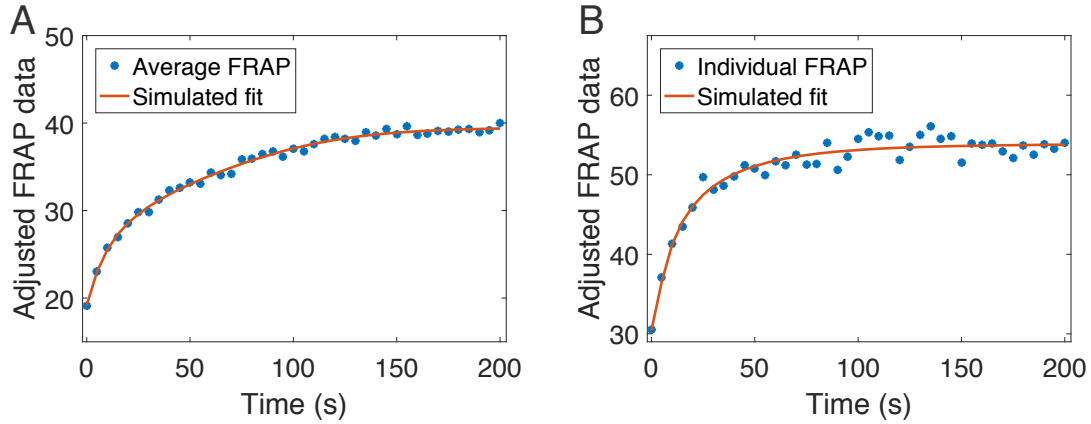 A
Adjusted FRAP data
50
40
30
20
Average FRAP
Simulated fit
0
50
100
150
200
Time (s)
B
Adjusted FRAP data
60
50
40
30
Individual FRAP
Simulated fit
0
50
100
150
200
Time (s)